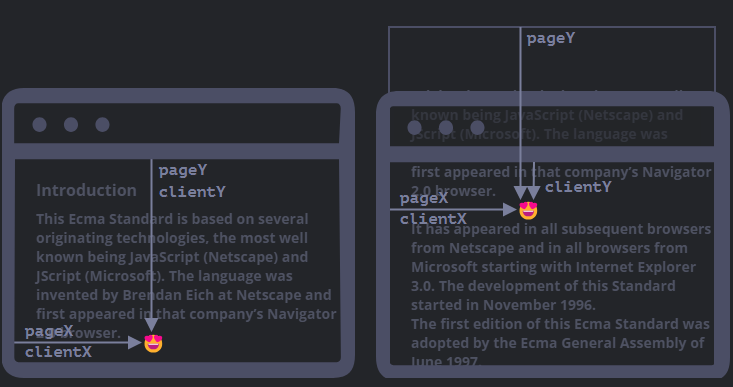 pageY
clientY
Introduction
This Ecma Standard is based on several
originating technologies, the most well
known being JavaScript (Netscape) and
JScript (Microsoft). The language was
invented by Brendan Eich at Netscape and
first appeared in that company's Navigator
2.0 browser.
pageX
clientX
pageY
known being JavaScript (Netscape) and
JScript (Microsoft). The language was
first appeared in that company's Navigator
2.0 browser.
clientY
pageX
clientX
It has appeared in all subsequent browsers
from Netscape and in all browsers from
Microsoft starting with Internet Explorer
3.0. The development of this Standard
started in November 1996.
The first edition of this Ecma Standard was
adopted by the Ecma General Assembly of
June 1997.